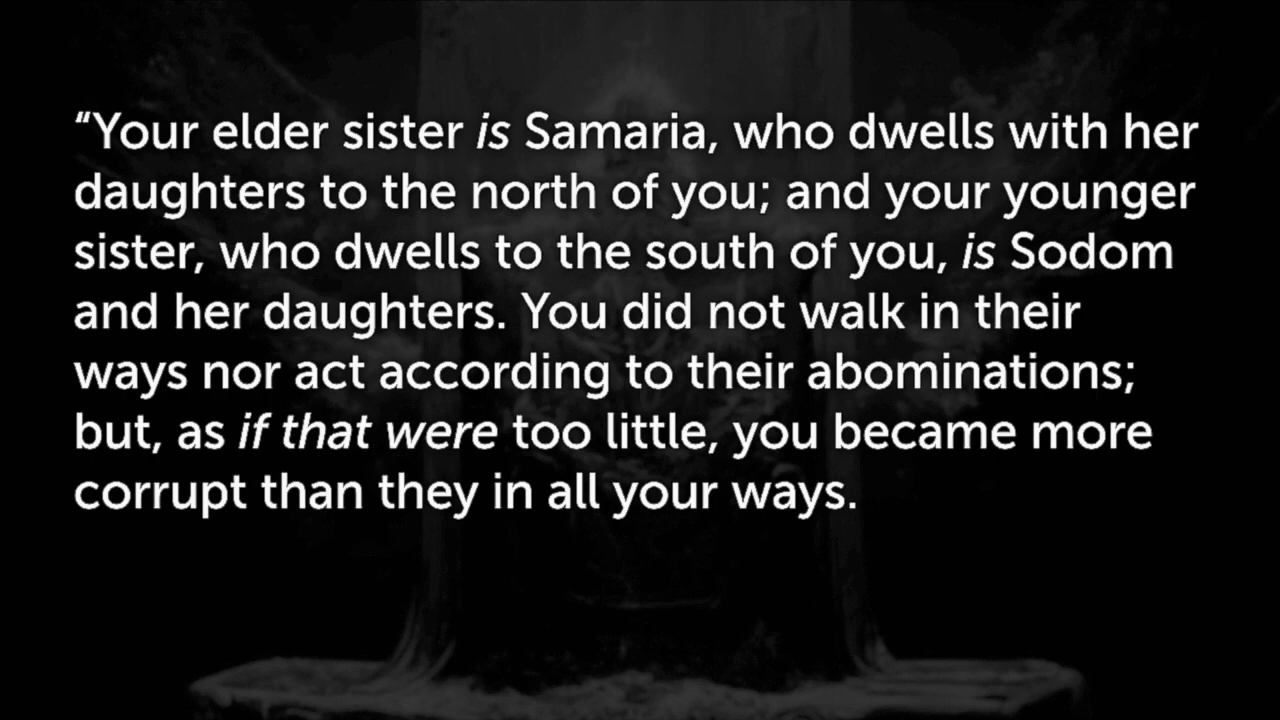 “Your elder sister is Samaria, who dwells with her
daughters to the north of you; and your younger
sister, who dwells to the south of you, is Sodom
and her daughters. You did not walk in their
ways nor act according to their abominations;
but, as if that were too little, you became more
corrupt than they in all your ways.